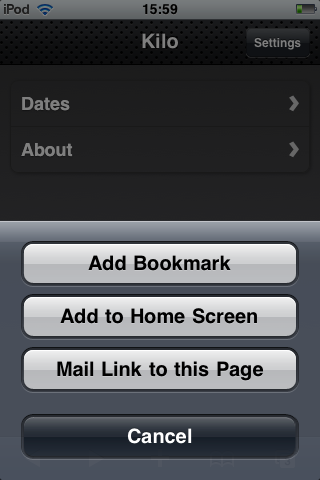 iPod 15:59
Kilo Settings
Dates
About
Add Bookmark
Add to Home Screen
Mail Link to this Page
Cancel